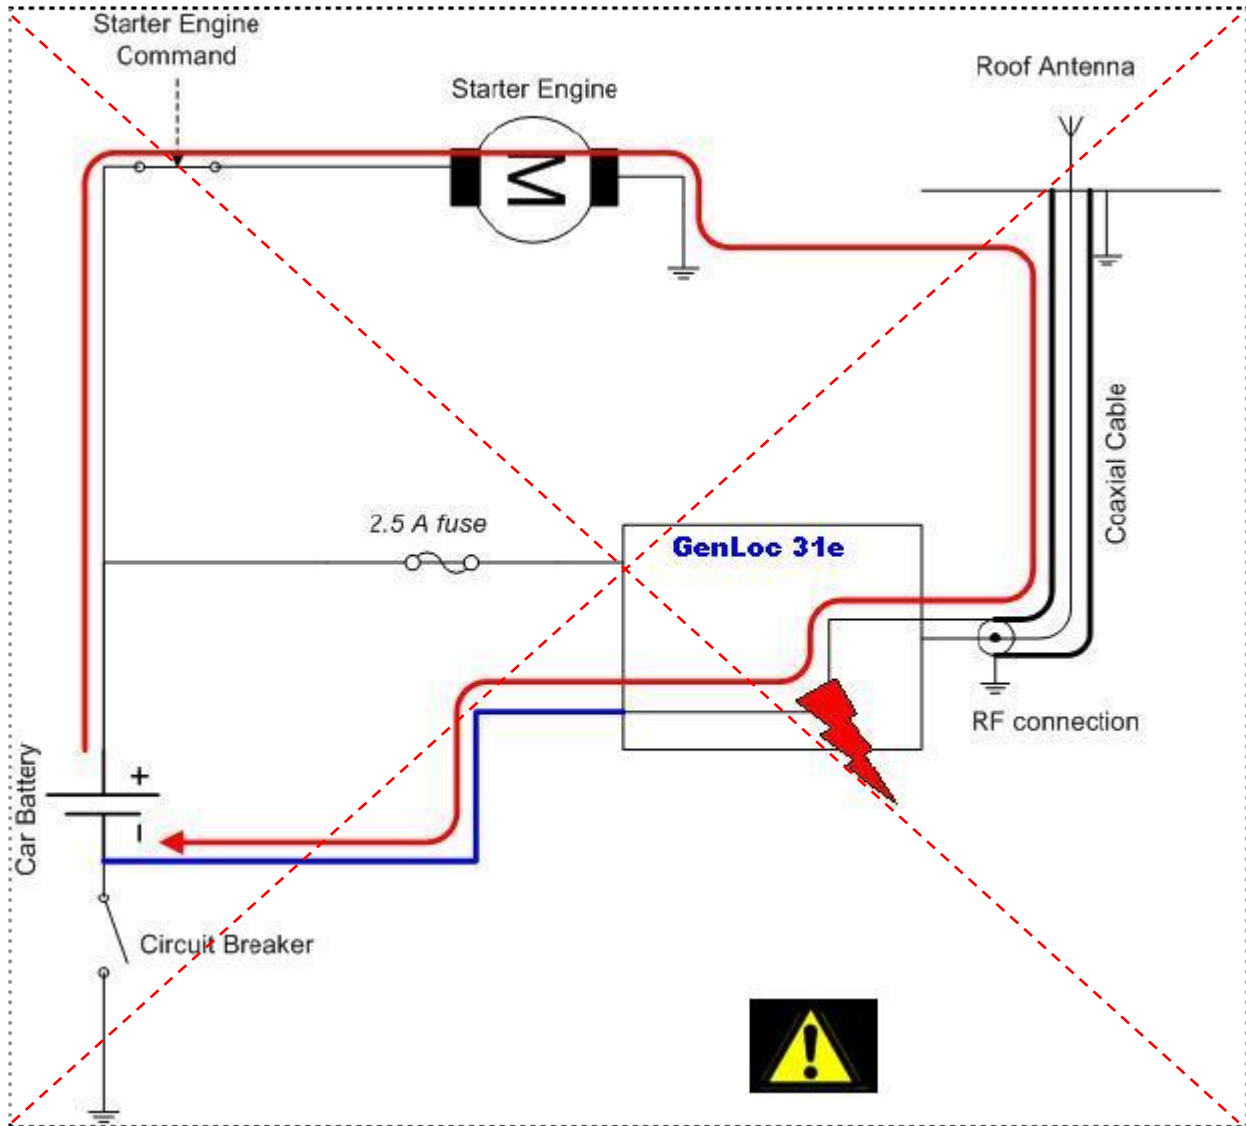 Starter Engine
Command
Starter Engine
Roof Antenna
M
Coaxial Cable
2.5 A fuse
GenLoc 31e
RF connection
Car Battery
+
−
Circuit Breaker
!